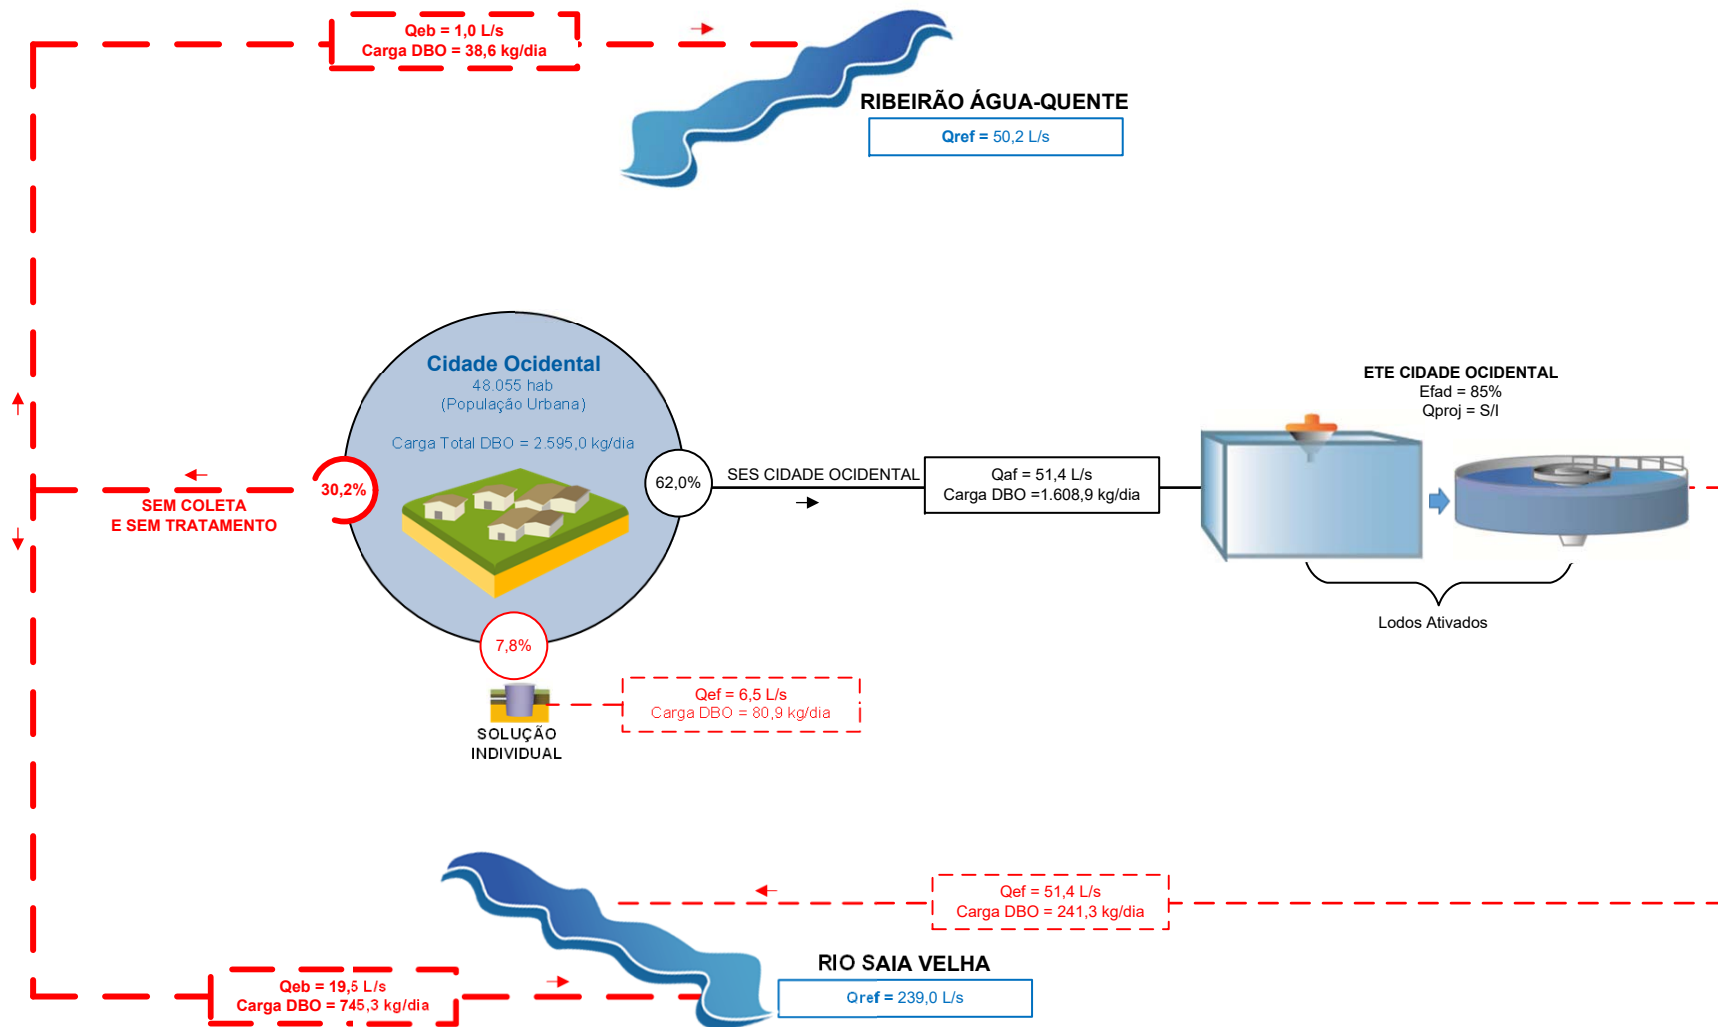 Qeb = 1,0 L/s
Carga DBO = 38,6 kg/dia
RIBEIRÃO ÁGUA-QUENTE
Qref = 50,2 L/s
Cidade Ocidental
48.055 hab
(População Urbana)
Carga Total DBO = 2.595,0 kg/dia
ETE CIDADE OCIDENTAL
Efad = 85%
Qproj = S/I
30,2%
62,0%
SES CIDADE OCIDENTAL
Qaf = 51,4 L/s
Carga DBO =1.608,9 kg/dia
SEM COLETA
E SEM TRATAMENTO
Lodos Ativados
7,8%
Qef = 6,5 L/s
Carga DBO = 80,9 kg/dia
SOLUÇÃO
INDIVIDUAL
Qef = 51,4 L/s
Carga DBO = 241,3 kg/dia
RIO SAIA VELHA
Qref = 239,0 L/s
Qeb = 19,5 L/s
Carga DBO = 745,3 kg/dia